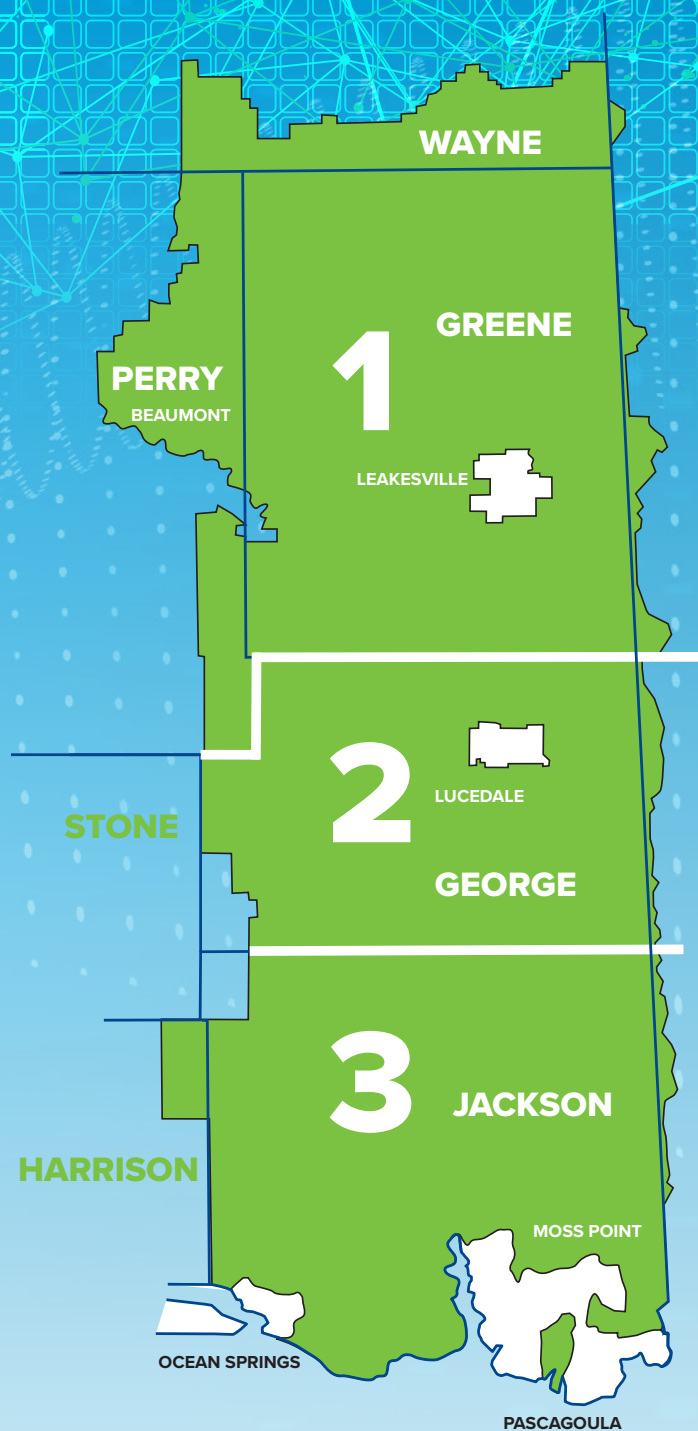 WAYNE
GREENE
1
PERRY
BEAUMONT
LEAKESVILLE
2
LUCEDALE
STONE
GEORGE
3
JACKSON
HARRISON
MOSS POINT
OCEAN SPRINGS
PASCAGOULA